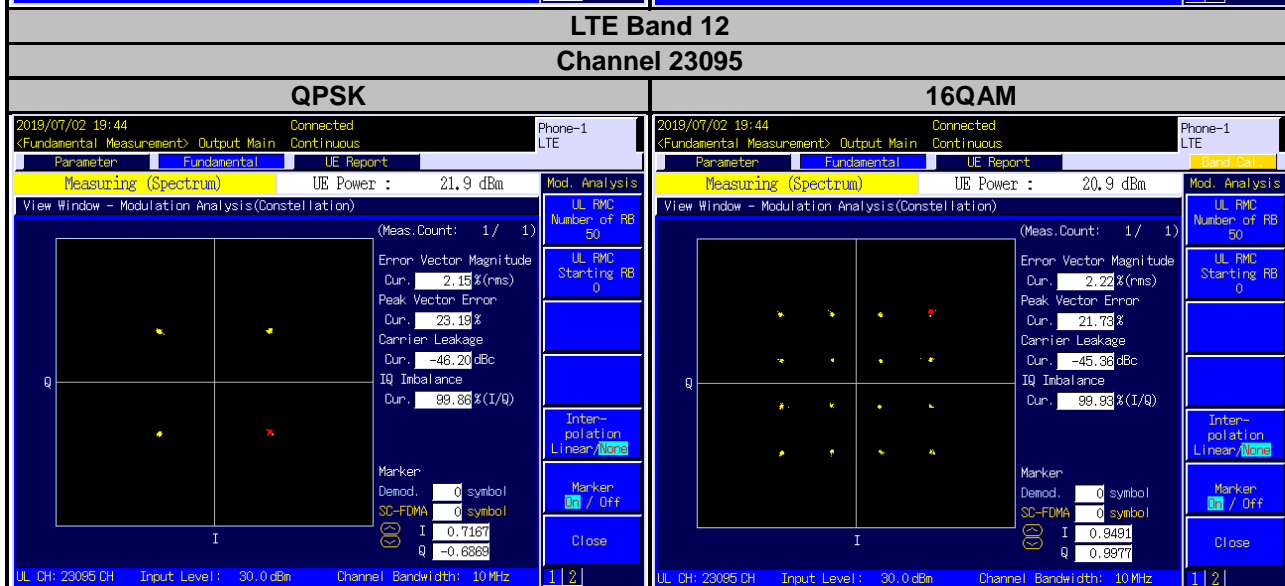 LTE Band 12
Channel 23095
QPSK
16QAM
2019/07/02 19:44 Connected
<Fundamental Measurement> Output Main Continuous
Phone-1
LTE
Parameter Fundamental UE Report
Measuring (Spectrum) UE Power : 21.9 dBm
Mod. Analysis
View Window - Modulation Analysis(Constellation)
(Meas.Count: 1/ 1)
Error Vector Magnitude
Cur. 2.15 %(rms)
Peak Vector Error
Cur. 23.19 %
Carrier Leakage
Cur. -46.20 dBc
IQ Imbalance
Cur. 99.86 %(I/Q)
Q
I
Marker
Demod. 0 symbol
SC-FDMA 0 symbol
I 0.7167
Q -0.6869
UL RMC
Number of RB
50
UL RMC
Starting RB
0
Inter-
polation
Linear/None
Marker
On / Off
Close
UL CH: 23095 CH Input Level: 30.0 dBm Channel Bandwidth: 10 MHz
1 2
2019/07/02 19:44 Connected
<Fundamental Measurement> Output Main Continuous
Phone-1
LTE
Parameter Fundamental UE Report
Band Cal.
Measuring (Spectrum) UE Power : 20.9 dBm
Mod. Analysis
View Window - Modulation Analysis(Constellation)
(Meas.Count: 1/ 1)
Error Vector Magnitude
Cur. 2.22 %(rms)
Peak Vector Error
Cur. 21.73 %
Carrier Leakage
Cur. -45.36 dBc
IQ Imbalance
Cur. 99.93 %(I/Q)
Q
I
Marker
Demod. 0 symbol
SC-FDMA 0 symbol
I 0.9491
Q 0.9977
UL RMC
Number of RB
50
UL RMC
Starting RB
0
Inter-
polation
Linear/None
Marker
On / Off
Close
UL CH: 23095 CH Input Level: 30.0 dBm Channel Bandwidth: 10 MHz
1 2